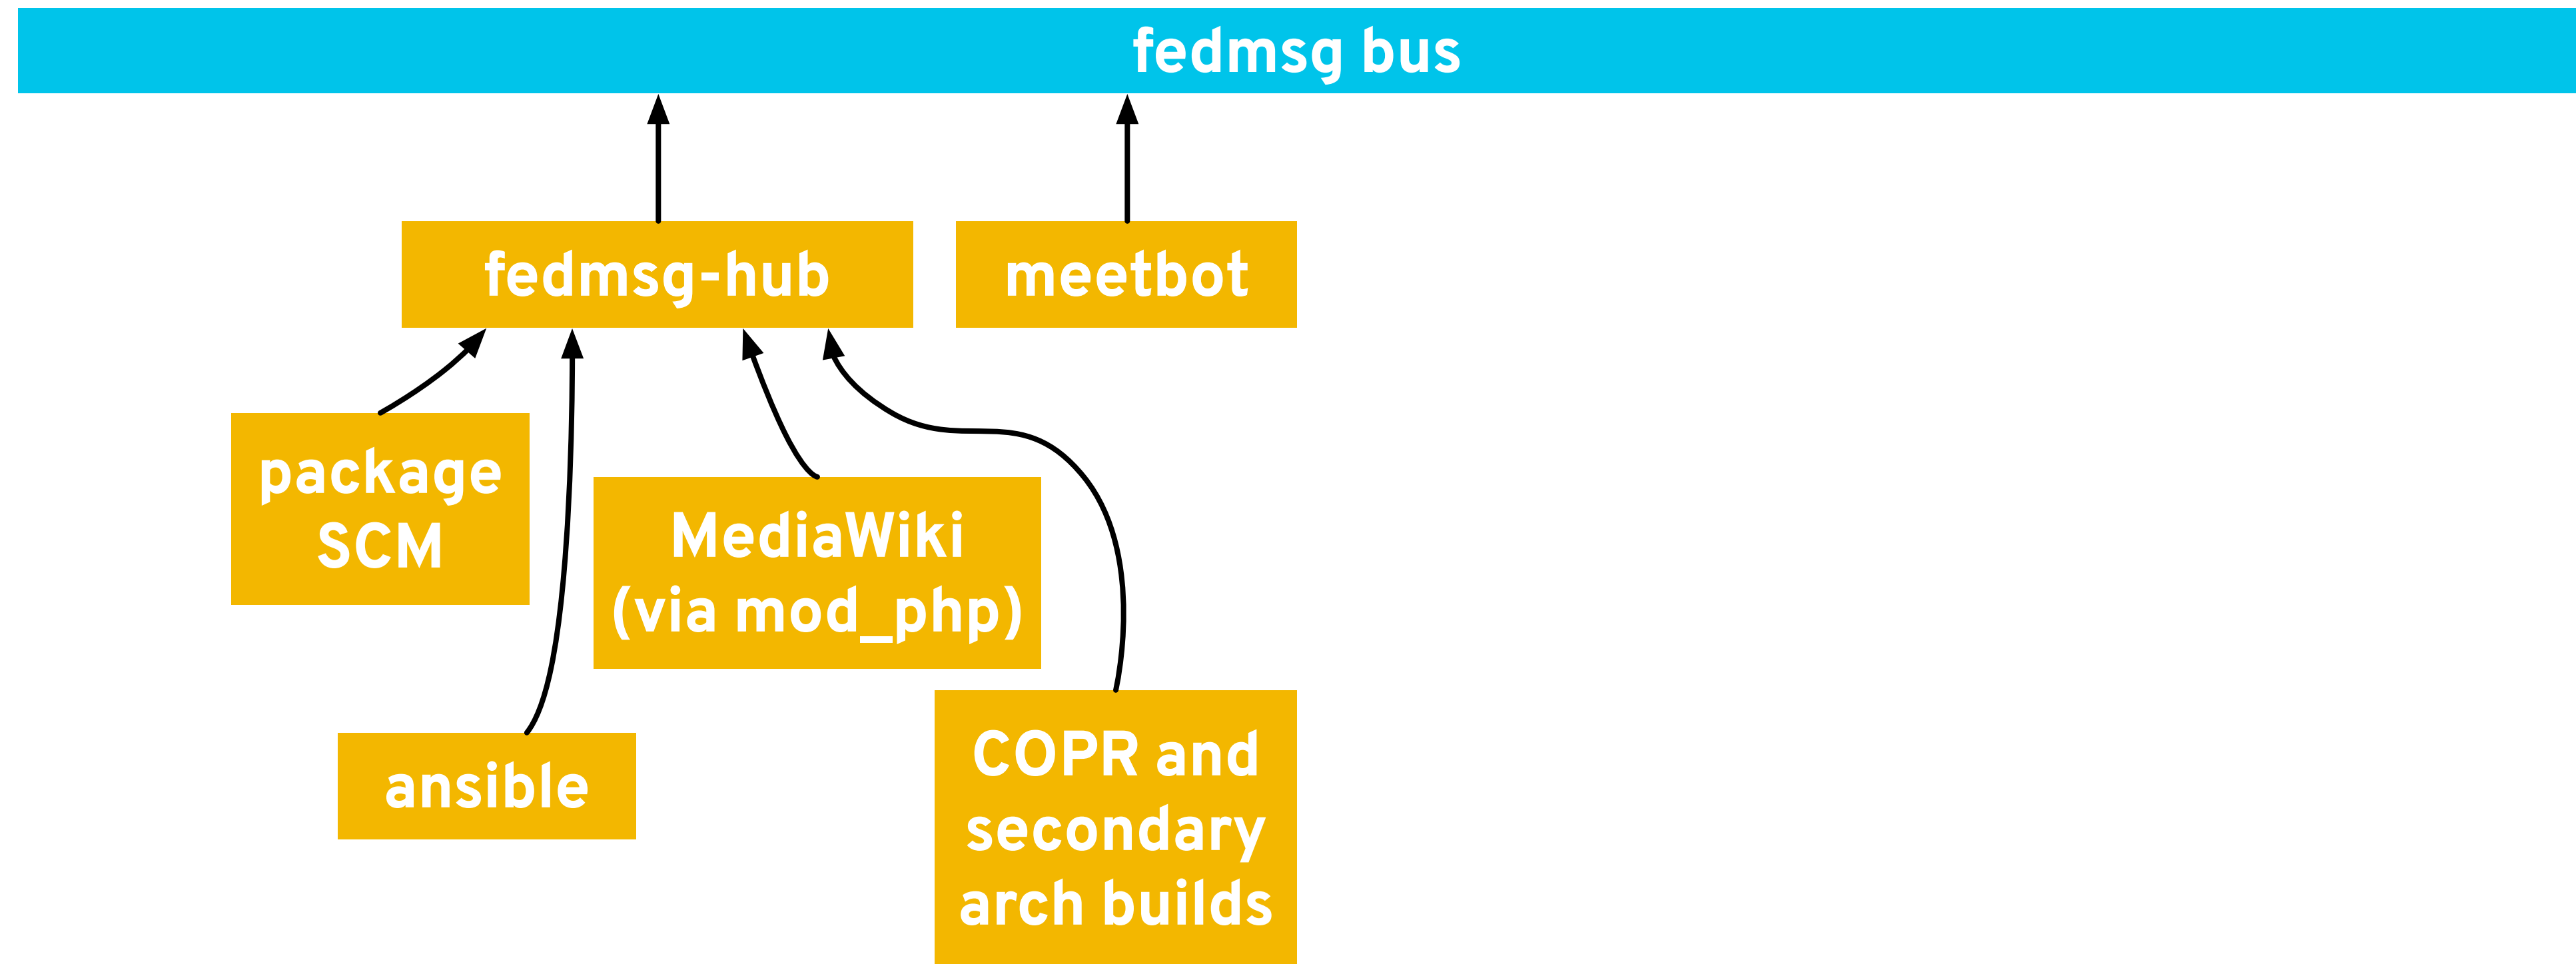 fedmsg bus
fedmsg-hub
meetbot
package
SCM
MediaWiki
(via mod_php)
ansible
COPR and
secondary
arch builds